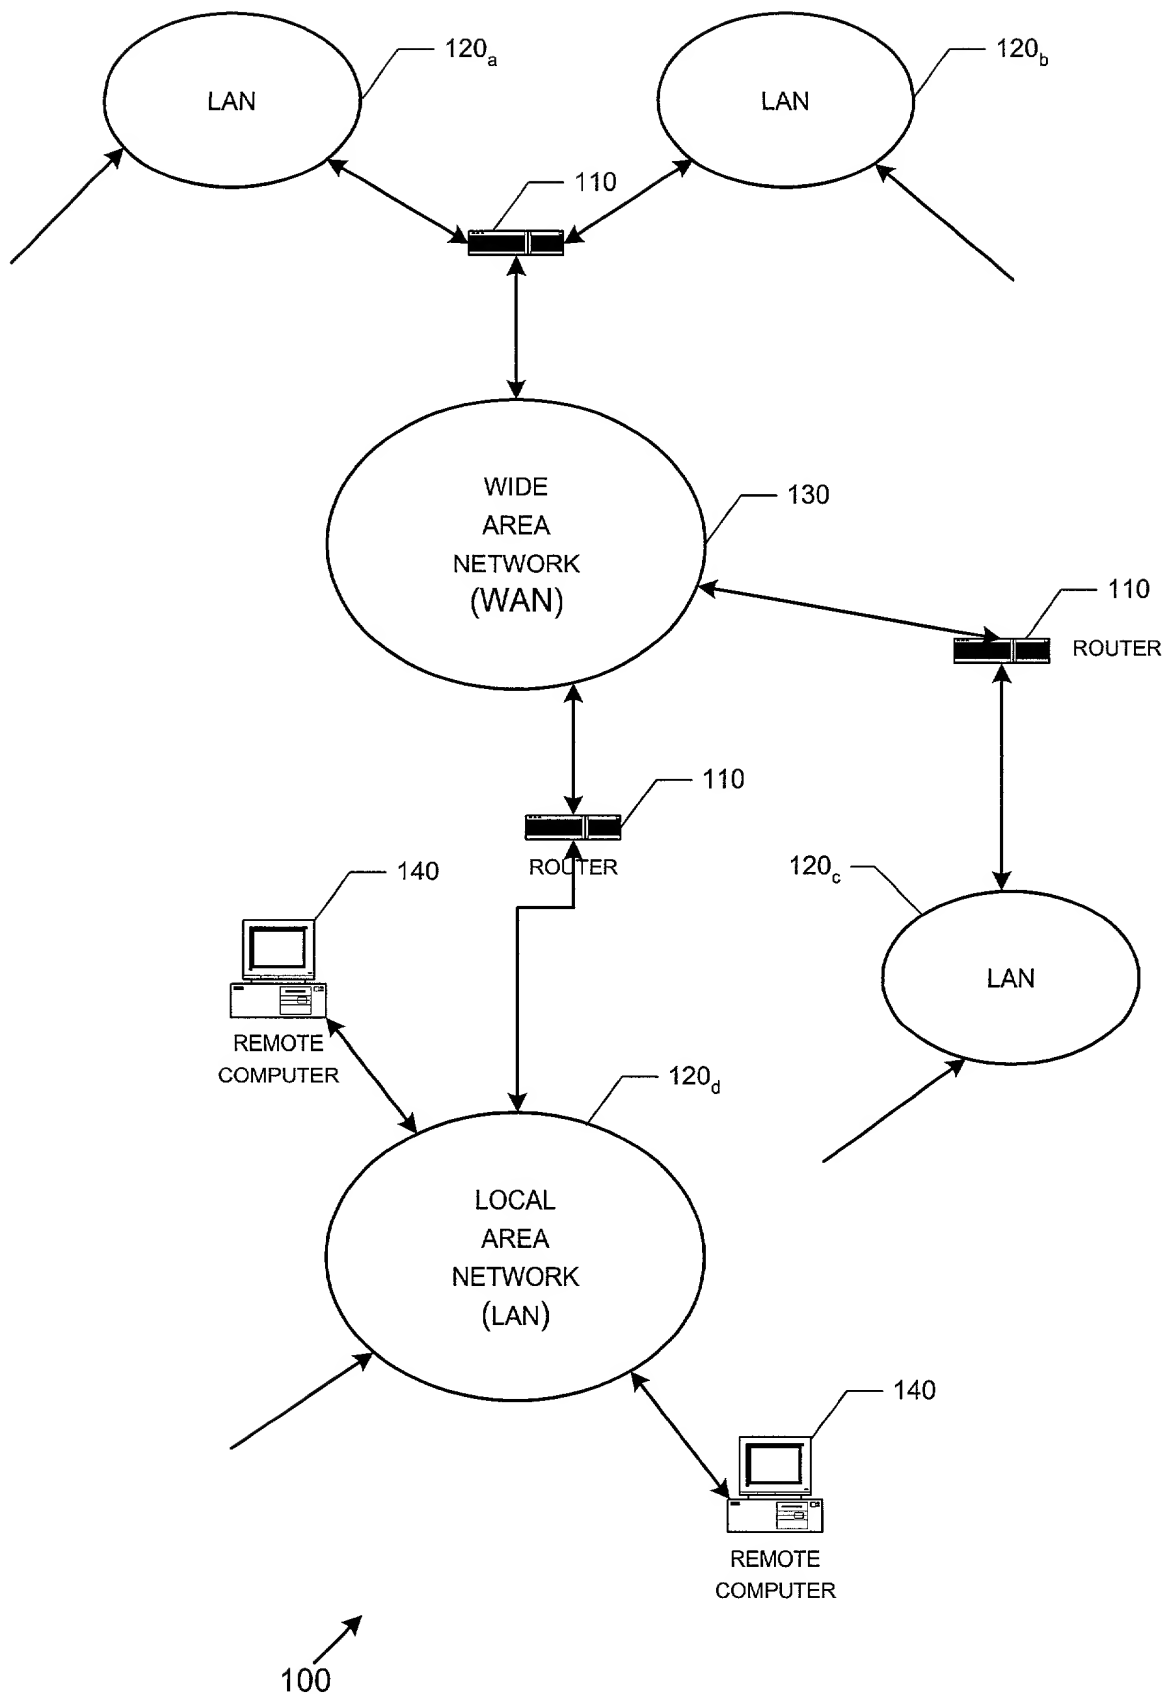 120a
120b
LAN
LAN
110
WIDE
AREA
NETWORK
(WAN)
130
110
ROUTER
110
ROUTER
140
120c
LAN
REMOTE
COMPUTER
120d
LOCAL
AREA
NETWORK
(LAN)
140
REMOTE
COMPUTER
100